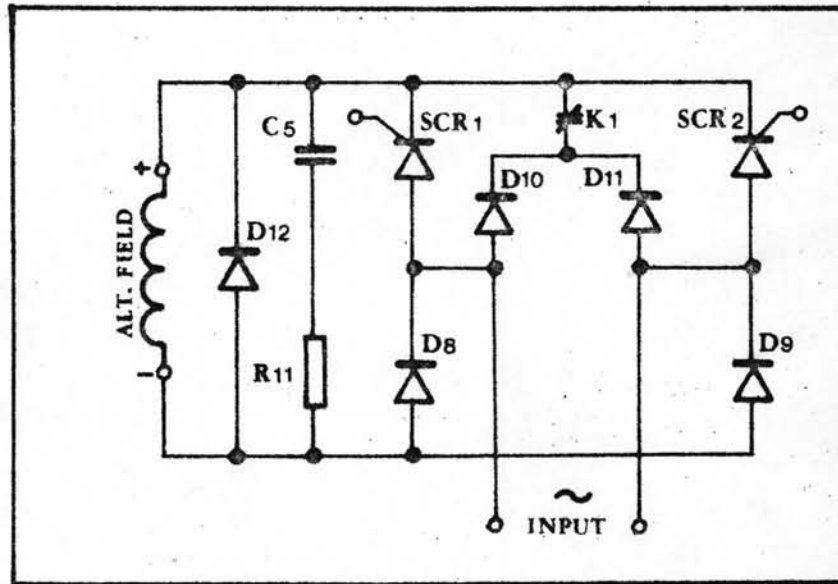 C5
SCR1
K1
SCR2
+
D10
D11
ALT. FIELD
D12
D8
D9
R11
−
~
INPUT